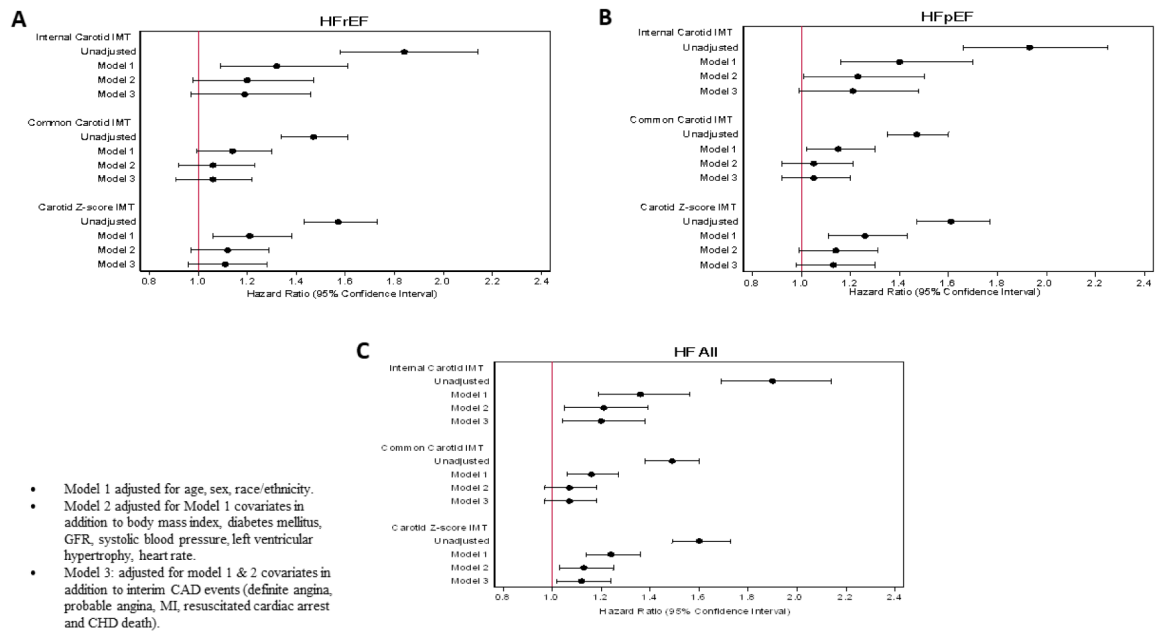 A
HFrEF
Internal Carotid IMT
Unadjusted
Model 1
Model 2
Model 3
Common Carotid IMT
Unadjusted
Model 1
Model 2
Model 3
Carotid Z-score IMT
Unadjusted
Model 1
Model 2
Model 3
0.8 1.0 1.2 1.4 1.6 1.8 2.0 2.2 2.4
Hazard Ratio (95% Confidence Interval)
B
HFpEF
Internal Carotid IMT
Unadjusted
Model 1
Model 2
Model 3
Common Carotid IMT
Unadjusted
Model 1
Model 2
Model 3
Carotid Z-score IMT
Unadjusted
Model 1
Model 2
Model 3
0.8 1.0 1.2 1.4 1.6 1.8 2.0 2.2 2.4
Hazard Ratio (95% Confidence Interval)
C
HF All
Internal Carotid IMT
Unadjusted
Model 1
Model 2
Model 3
Common Carotid IMT
Unadjusted
Model 1
Model 2
Model 3
Carotid Z-score IMT
Unadjusted
Model 1
Model 2
Model 3
0.8 1.0 1.2 1.4 1.6 1.8 2.0 2.2 2.4
Hazard Ratio (95% Confidence Interval)
• Model 1 adjusted for age, sex, race/ethnicity.
• Model 2 adjusted for Model 1 covariates in
addition to body mass index, diabetes mellitus,
GFR, systolic blood pressure, left ventricular
hypertrophy, heart rate.
• Model 3: adjusted for model 1 & 2 covariates in
addition to interim CAD events (definite angina,
probable angina, MI, resuscitated cardiac arrest
and CHD death).